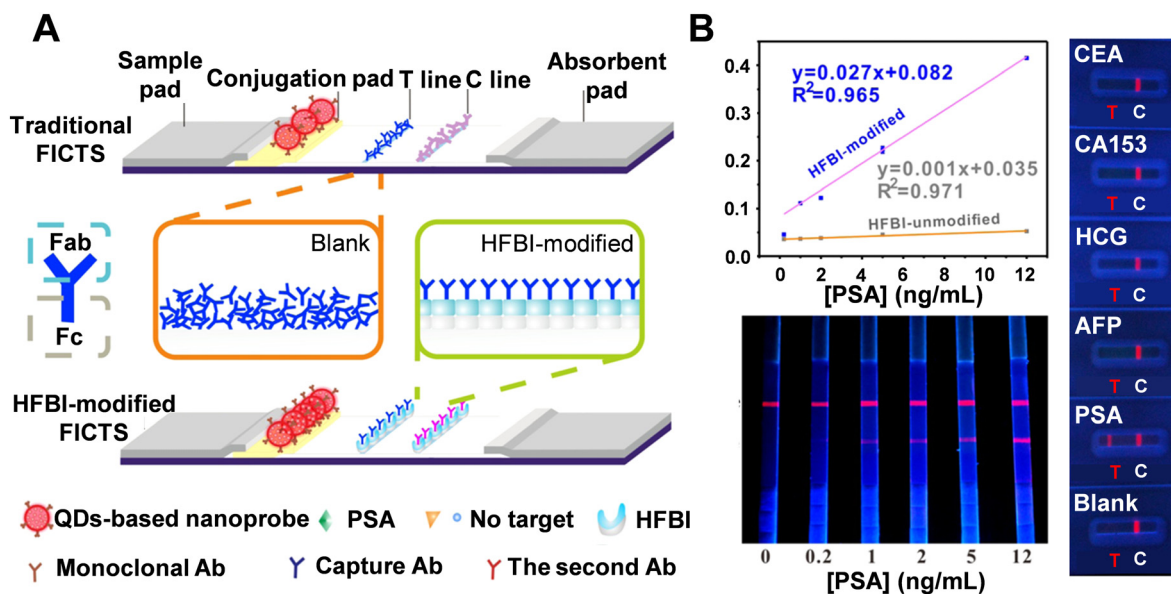 A
Sample
pad
Conjugation pad
T line
C line
Absorbent
pad
Traditional
FICTS
Fab
Fc
Blank
HFBI-modified
HFBI-modified
FICTS
QDs-based nanoprobe
PSA
No target
HFBI
Monoclonal Ab
Capture Ab
The second Ab
B
0.4
0.3
0.2
0.1
0.0
y=0.027x+0.082
R²=0.965
HFBI-modified
y=0.001x+0.035
R²=0.971
HFBI-unmodified
0 2 4 6 8 10 12
[PSA] (ng/mL)
0 0.2 1 2 5 12
[PSA] (ng/mL)
CEA
T C
CA153
T C
HCG
T C
AFP
T C
PSA
T C
Blank
T C